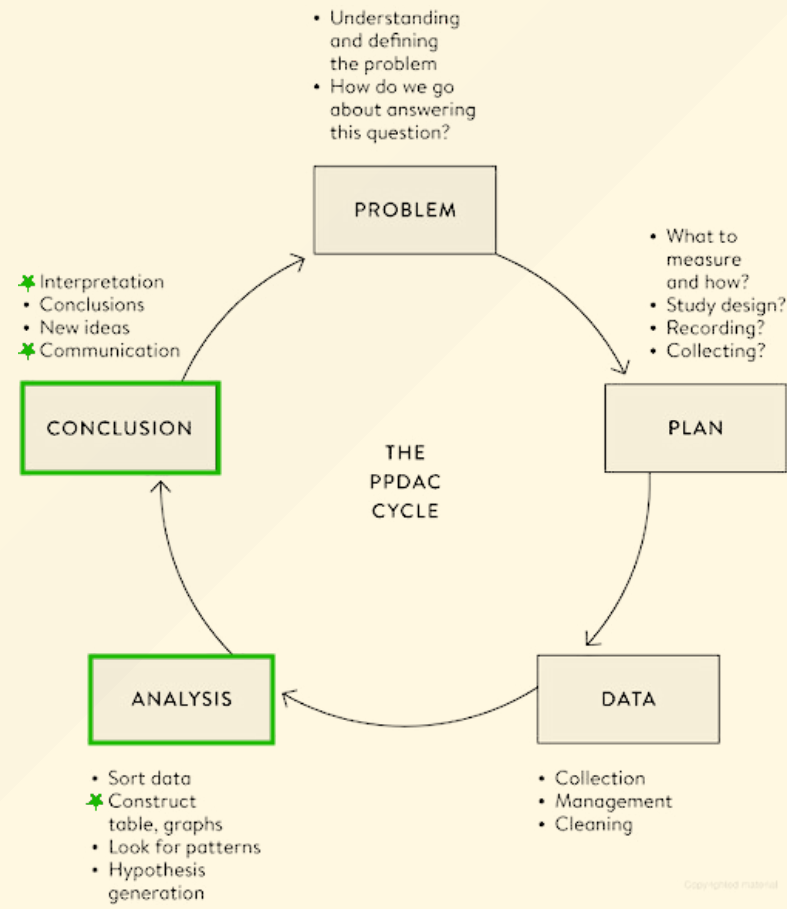 • Understanding
and defining
the problem
• How do we go
about answering
this question?
PROBLEM
• What to
measure
and how?
• Study design?
• Recording?
• Collecting?
PLAN
Interpretation
• Conclusions
• New ideas
Communication
CONCLUSION
THE
PPDAC
CYCLE
ANALYSIS
• Sort data
Construct
table, graphs
• Look for patterns
• Hypothesis
generation
DATA
• Collection
• Management
• Cleaning
Copyrighted material